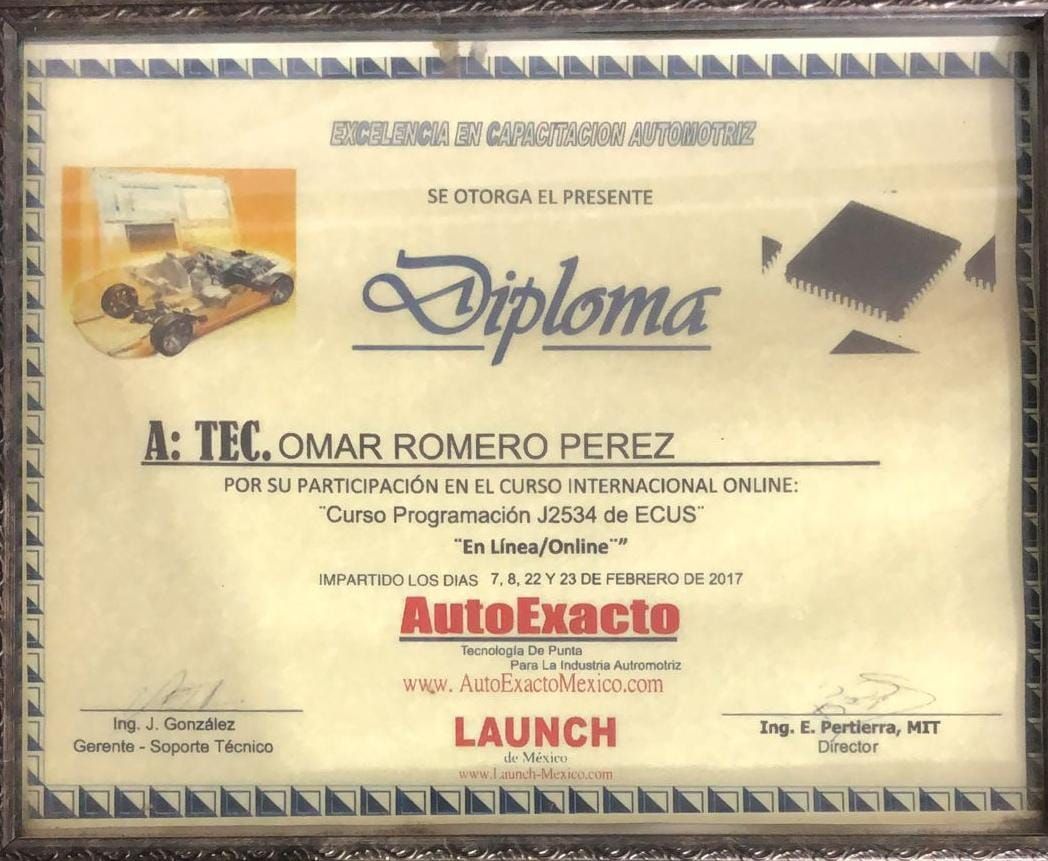 EXCELENCIA EN CAPACITACION AUTOMOTRIZ
SE OTORGA EL PRESENTE
Diploma
A: TEC. OMAR ROMERO PEREZ
POR SU PARTICIPACIÓN EN EL CURSO INTERNACIONAL ONLINE:
¨Curso Programación J2534 de ECUS¨
¨En Línea/Online¨”
IMPARTIDO LOS DIAS 7, 8, 22 Y 23 DE FEBRERO DE 2017
AutoExacto
Tecnología De Punta
Para La Industria Autromotriz
www. AutoExactoMexico.com
Ing. J. González
Gerente - Soporte Técnico
LAUNCH
de México
www.Launch-Mexico.com
Ing. E. Pertierra, MIT
Director